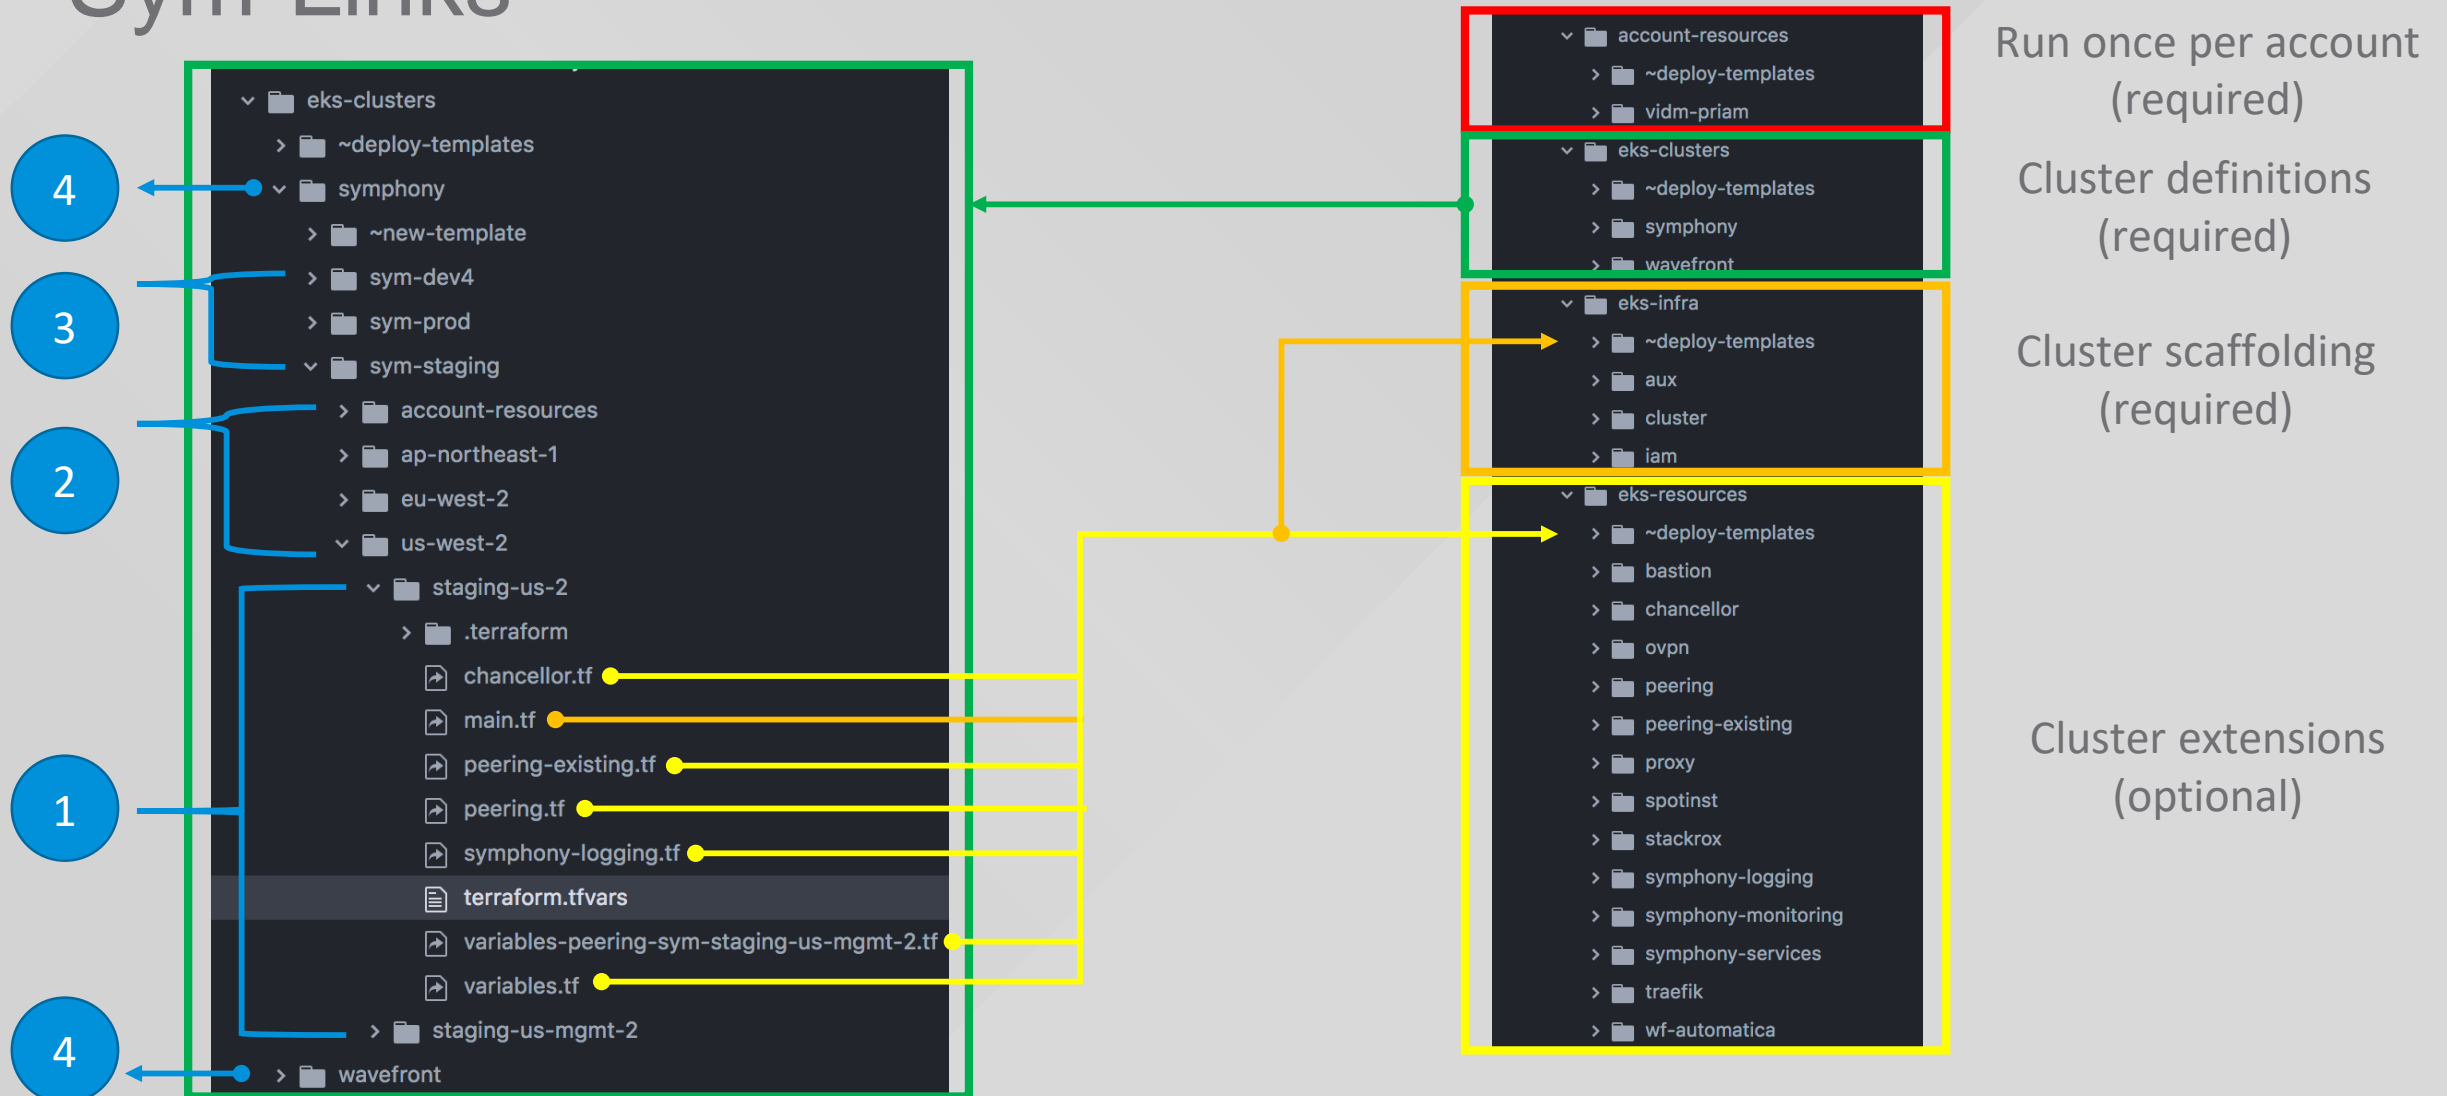 Sym-Links
eks-clusters
~deploy-templates
4
symphony
~new-template
sym-dev4
3
sym-prod
sym-staging
account-resources
ap-northeast-1
2
eu-west-2
us-west-2
staging-us-2
.terraform
chancellor.tf
main.tf
peering-existing.tf
1
peering.tf
symphony-logging.tf
terraform.tfvars
variables-peering-sym-staging-us-mgmt-2.tf
variables.tf
staging-us-mgmt-2
4
wavefront
account-resources
~deploy-templates
vidm-priam
eks-clusters
~deploy-templates
symphony
wavefront
eks-infra
~deploy-templates
aux
cluster
iam
eks-resources
~deploy-templates
bastion
chancellor
ovpn
peering
peering-existing
proxy
spotinst
stackrox
symphony-logging
symphony-monitoring
symphony-services
traefik
wf-automatica
Run once per account
(required)
Cluster definitions
(required)
Cluster scaffolding
(required)
Cluster extensions
(optional)